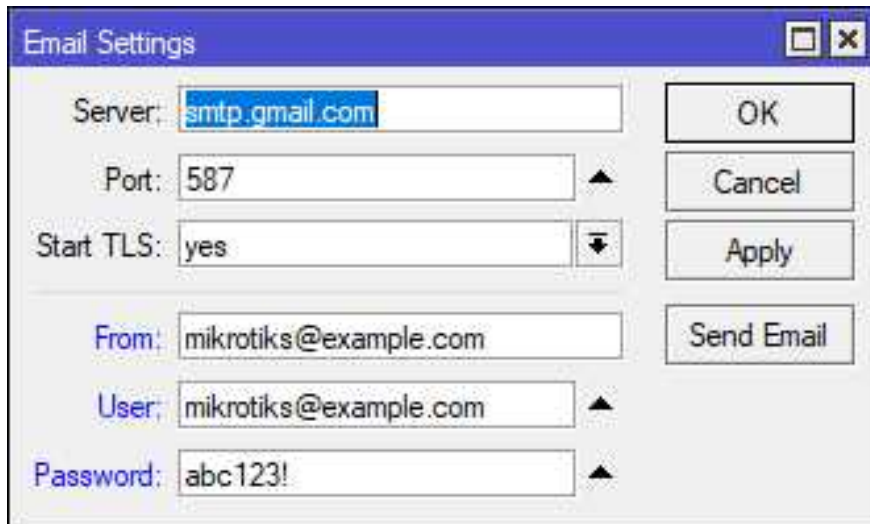 Email Settings
Server: smtp.gmail.com OK
Port: 587 Cancel
Start TLS: yes Apply
From: mikrotiks@example.com Send Email
User: mikrotiks@example.com
Password: abc123!